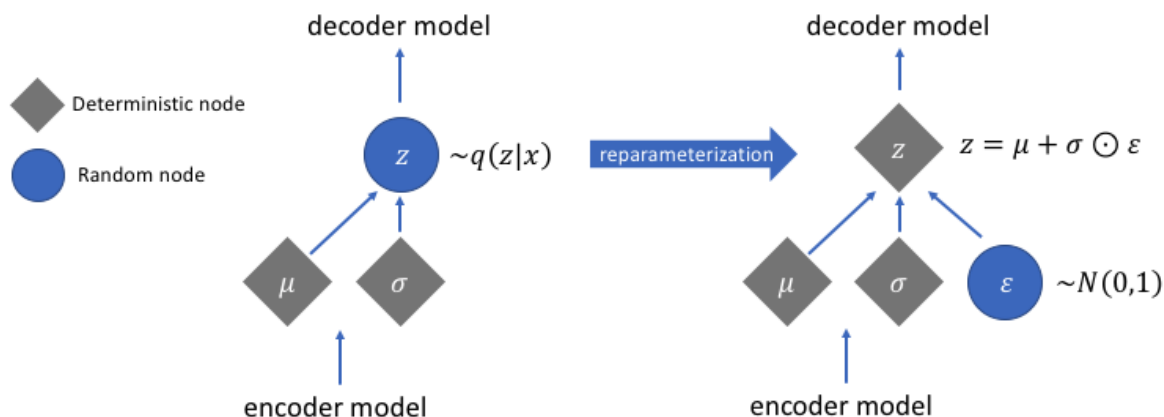 decoder model
decoder model
Deterministic node
Random node
z
~q(z|x)
reparameterization
z
z = μ + σ ⊙ ε
μ
σ
μ
σ
ε
~N(0,1)
encoder model
encoder model